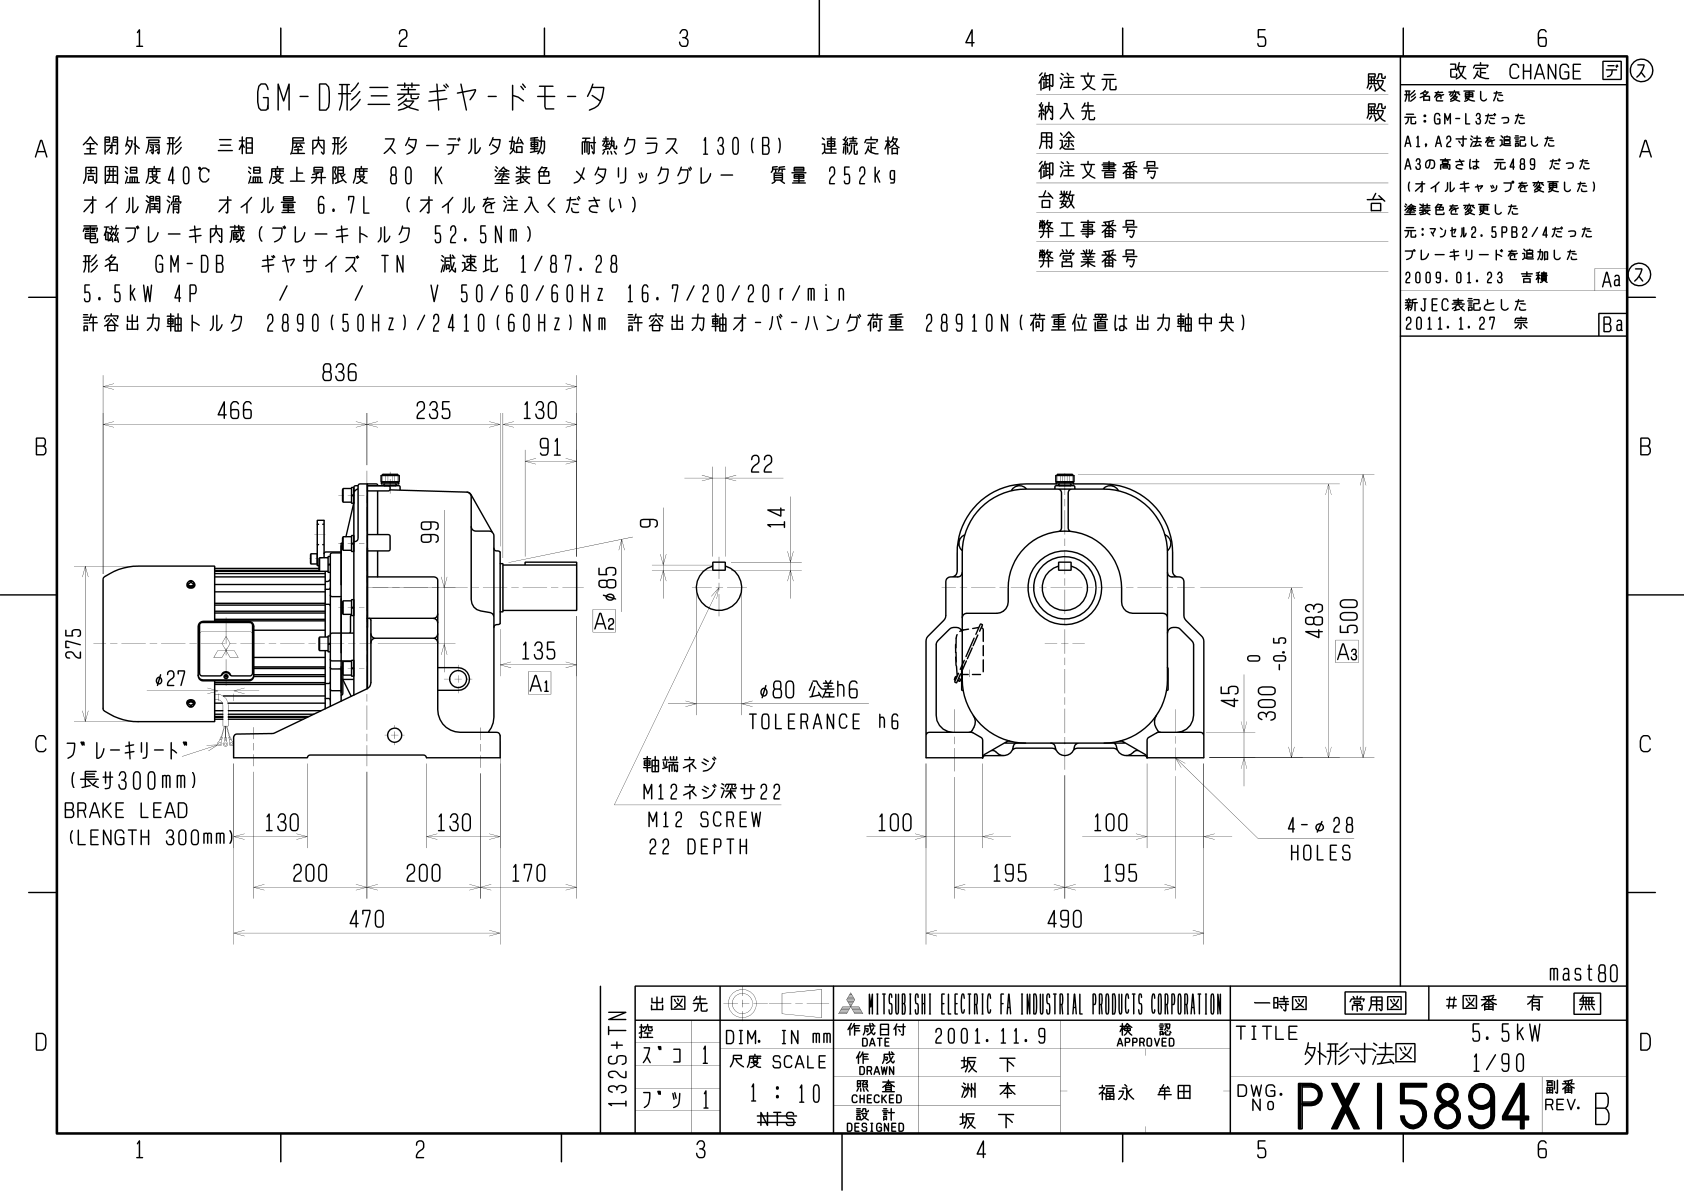 1 2 3 4 5 6
A
B
C
D
GM-D形三菱ギヤードモータ
全閉外扇形 三相 屋内形 スターデルタ始動 耐熱クラス 130(B) 連続定格
周囲温度40℃ 温度上昇限度 80 K 塗装色 メタリックグレー 質量 252kg
オイル潤滑 オイル量 6.7L (オイルを注入ください)
電磁ブレーキ内蔵(ブレーキトルク 52.5Nm)
形名 GM-DB ギヤサイズ TN 減速比 1/87.28
5.5kW 4P / / V 50/60/60Hz 16.7/20/20r/min
許容出力軸トルク 2890(50Hz)/2410(60Hz)Nm 許容出力軸オーバーハング荷重 28910N(荷重位置は出力軸中央)
御注文元 殿
納入先 殿
用途
御注文書番号
台数 台
弊工事番号
弊営業番号
改定 CHANGE デ ス
形名を変更した
元:GM-L3だった
A1,A2寸法を追記した
A3の高さは 元489 だった
(オイルキャップを変更した)
塗装色を変更した
元:マンセル2.5PB2/4だった
ブレーキリードを追加した
2009.01.23 吉積 Aa ス
新JEC表記とした
2011.1.27 宗 Ba
A
B
C
D
836
466 235 130
91
99
φ85
A2
275
φ27
135
A1
ブレーキリード
(長サ300mm)
BRAKE LEAD
(LENGTH 300mm)
130 130
200 200 170
470
22
9
14
φ80 公差h6
TOLERANCE h6
軸端ネジ
M12ネジ深サ22
M12 SCREW
22 DEPTH
483
500
A3
45
300 0 -0.5
100 100
4-φ28
HOLES
195 195
490
mast80
132S+TN
出図先
控
スコ 1
ブツ 1
DIM. IN mm
尺度 SCALE
1 : 10
NTS
MITSUBISHI ELECTRIC FA INDUSTRIAL PRODUCTS CORPORATION
作成日付 DATE 2001.11.9
作成 DRAWN 坂下
照査 CHECKED 洲本
設計 DESIGNED 坂下
検認 APPROVED
福永 牟田
一時図 常用図 #図番 有 無
TITLE
外形寸法図
5.5kW
1/90
DWG. No PX15894
副番 REV. B
1 2 3 4 5 6